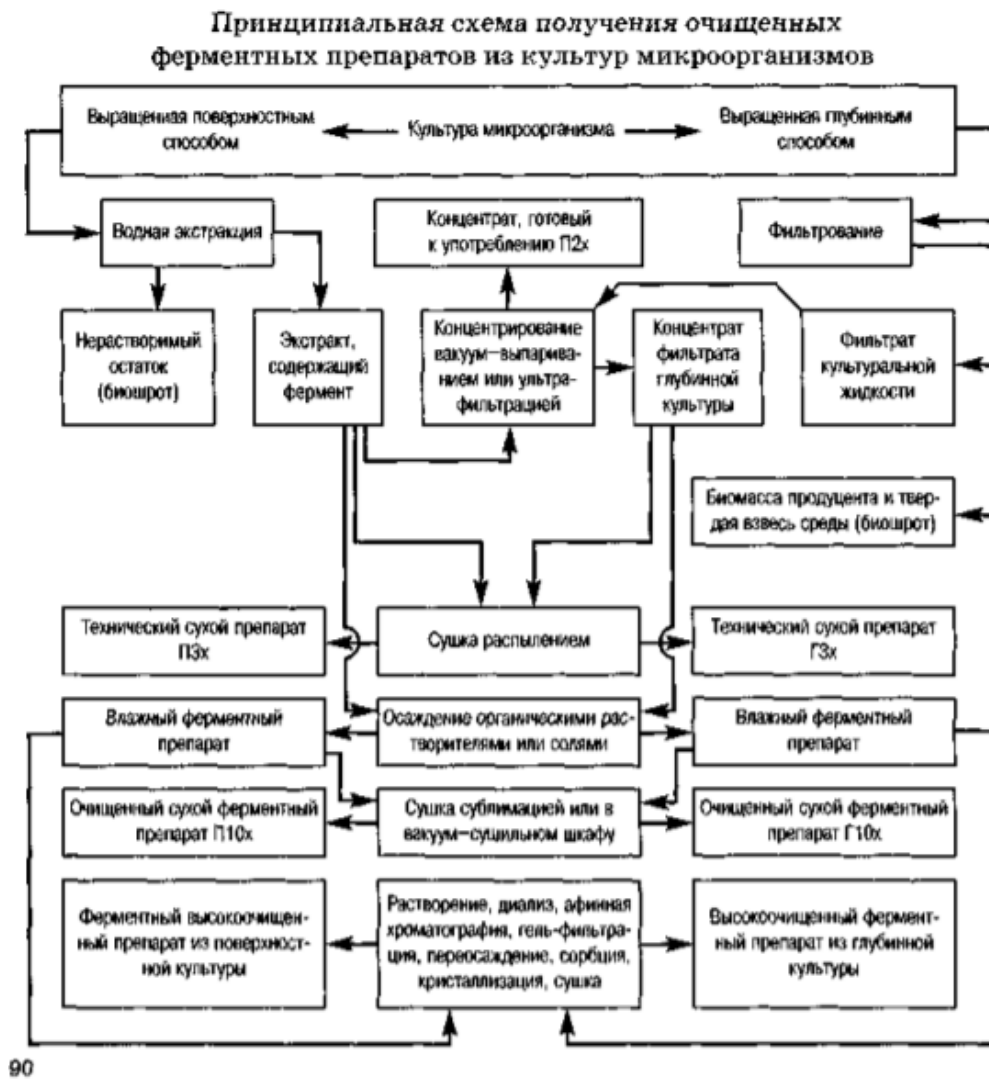 Принципиальная схема получения очищенных
ферментных препаратов из культур микроорганизмов
Выращенная поверхностным
способом
Культура микроорганизма
Выращенная глубинным
способом
Водная экстракция
Концентрат, готовый
к употреблению П2х
Фильтрование
Нерастворимый
остаток
(биошрот)
Экстракт,
содержащий
фермент
Концентрирование
вакуум-выпарива-
нием или ультра-
фильтрацией
Концентрат
фильтрата
глубинной
культуры
Фильтрат
культуральной
жидкости
Биомасса продуцента и твер-
дая взвесь среды (биошрот)
Технический сухой препарат
П3х
Сушка распылением
Технический сухой препарат
Г3х
Влажный ферментный
препарат
Осаждение органическими рас-
творителями или солями
Влажный ферментный
препарат
Очищенный сухой ферментный
препарат П10х
Сушка сублимацией или в
вакуум-сушильном шкафу
Очищенный сухой ферментный
препарат Г10х
Ферментный высокоочищен-
ный препарат из поверхност-
ной культуры
Растворение, диализ, афинная
хроматография, гель-фильтра-
ция, переосаждение, сорбция,
кристаллизация, сушка
Высокоочищенный фермент-
ный препарат из глубинной
культуры
90